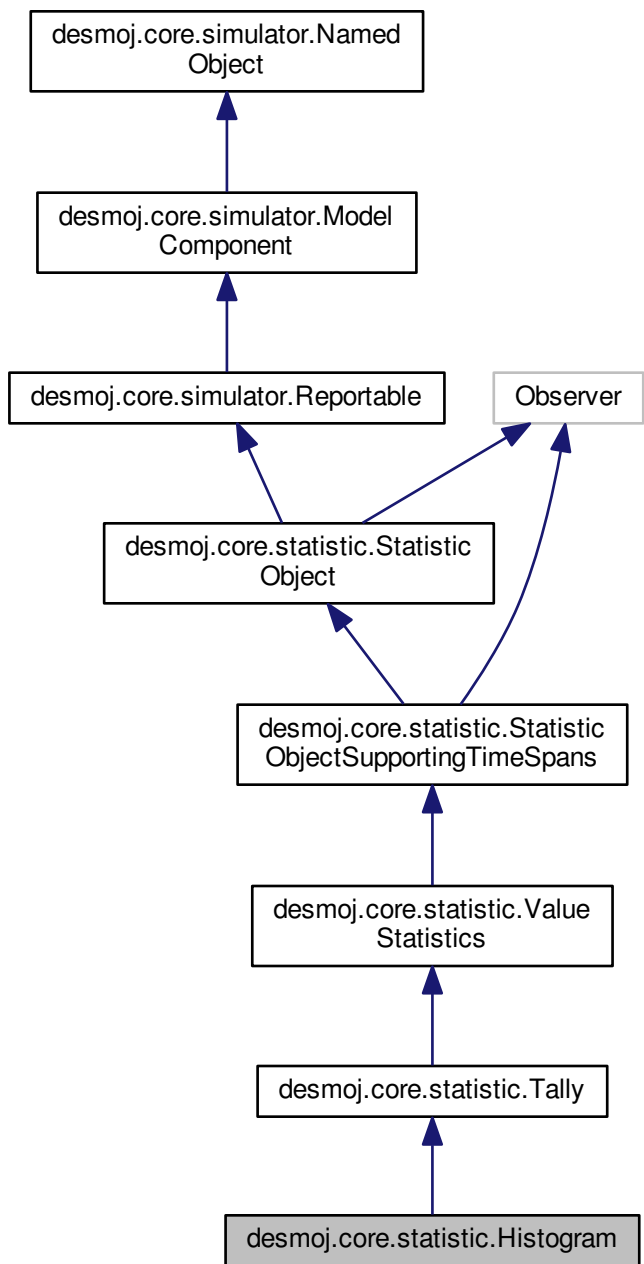 desmoj.core.simulator.Named
Object
desmoj.core.simulator.Model
Component
desmoj.core.simulator.Reportable
Observer
desmoj.core.statistic.Statistic
Object
desmoj.core.statistic.Statistic
ObjectSupportingTimeSpans
desmoj.core.statistic.Value
Statistics
desmoj.core.statistic.Tally
desmoj.core.statistic.Histogram